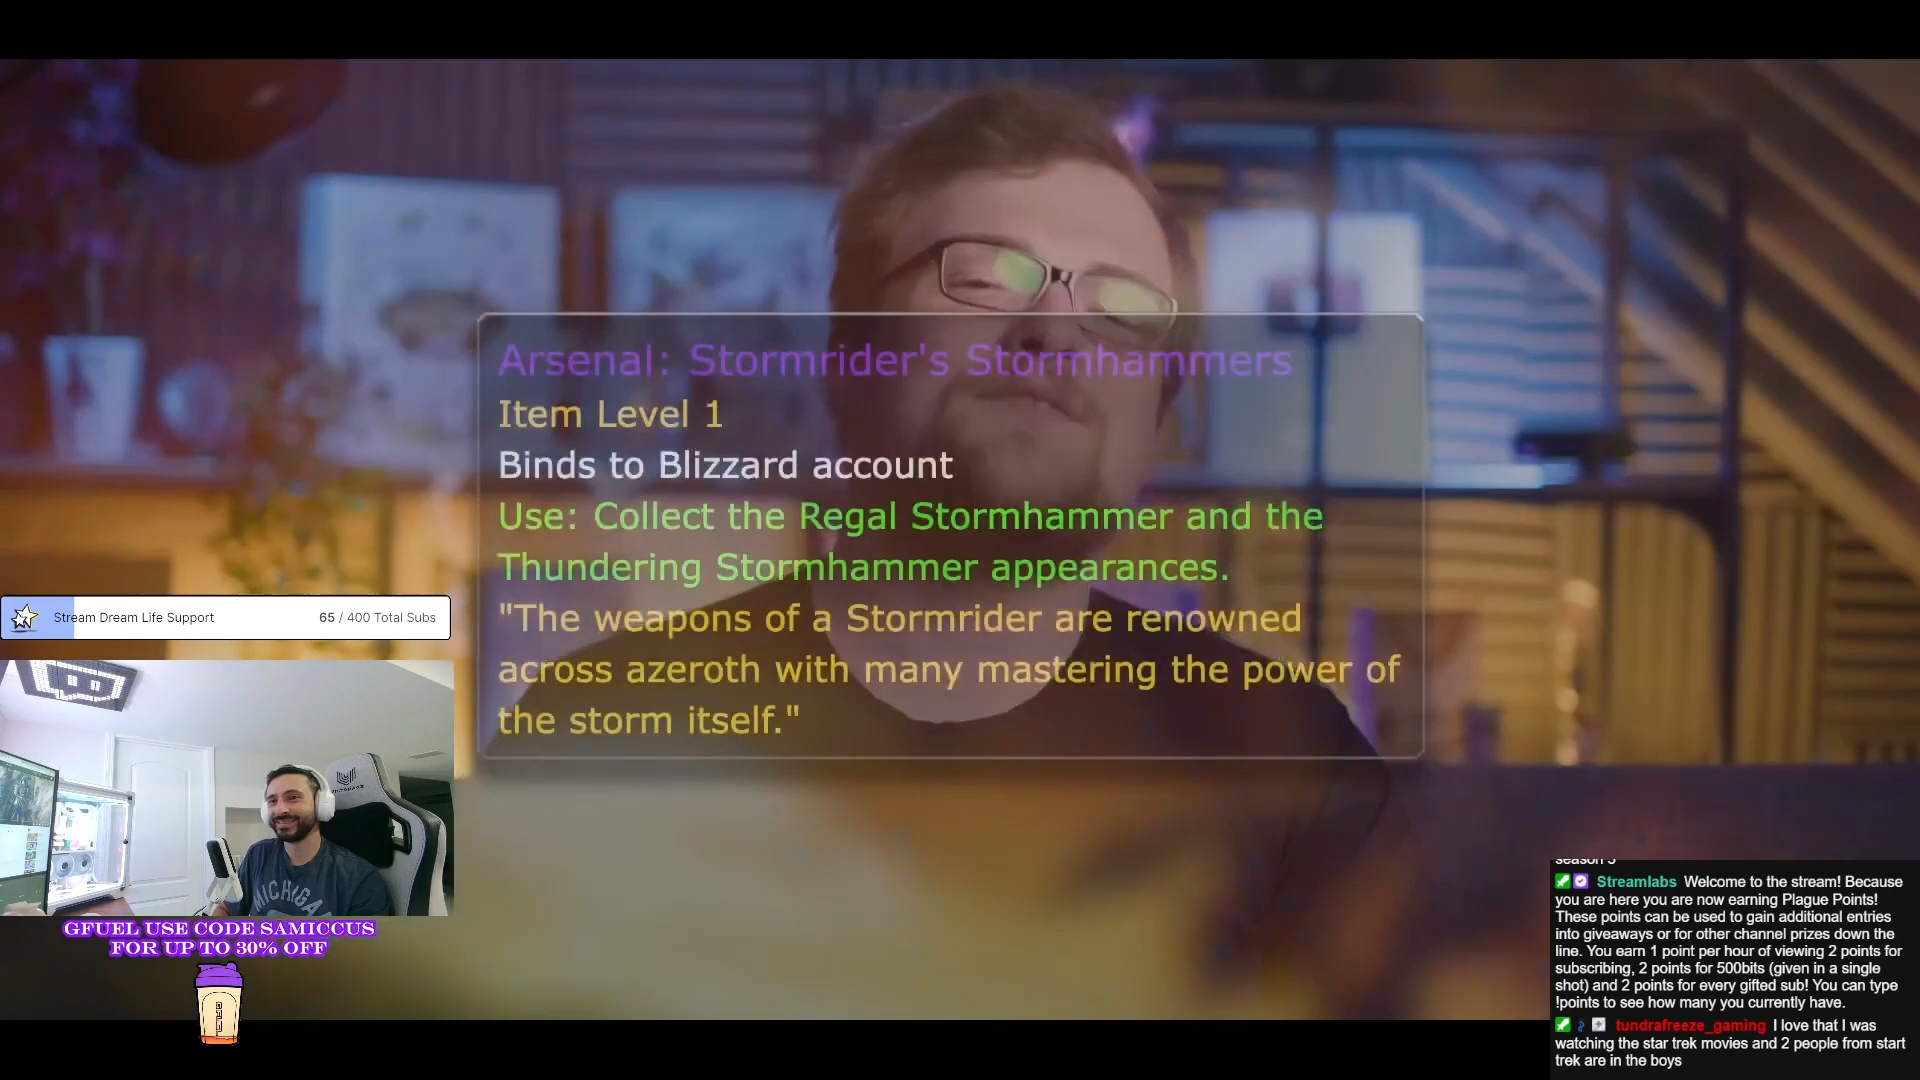 Arsenal: Stormrider's Stormhammers
Item Level 1
Binds to Blizzard account
Use: Collect the Regal Stormhammer and the
Thundering Stormhammer appearances.
"The weapons of a Stormrider are renowned
across azeroth with many mastering the power of
the storm itself."
Stream Dream Life Support 65 / 400 Total Subs
MICHIGA
GFUEL USE CODE SAMICCUS
FOR UP TO 30% OFF
season 5
Streamlabs Welcome to the stream! Because
you are here you are now earning Plague Points!
These points can be used to gain additional entries
into giveaways or for other channel prizes down the
line. You earn 1 point per hour of viewing 2 points for
subscribing, 2 points for 500bits (given in a single
shot) and 2 points for every gifted sub! You can type
!points to see how many you currently have.
tundrafreeze_gaming I love that I was
watching the star trek movies and 2 people from start
trek are in the boys